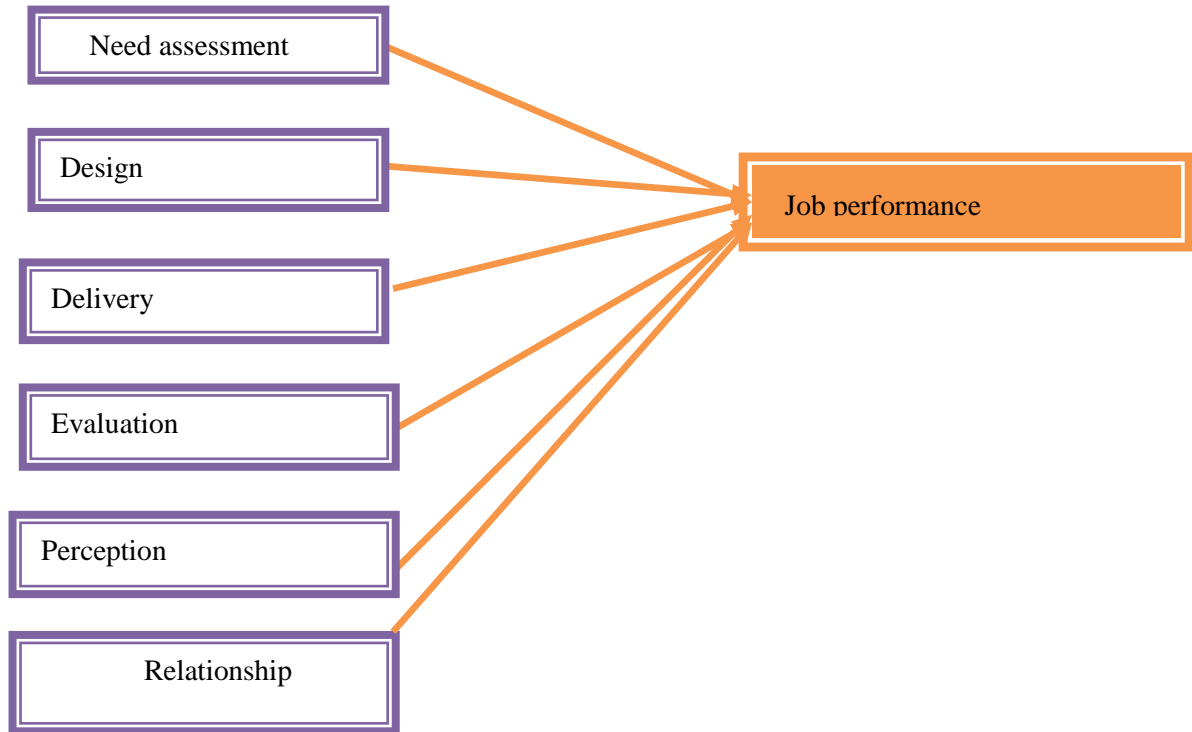 Need assessment
Design
Job performance
Delivery
Evaluation
Perception
Relationship